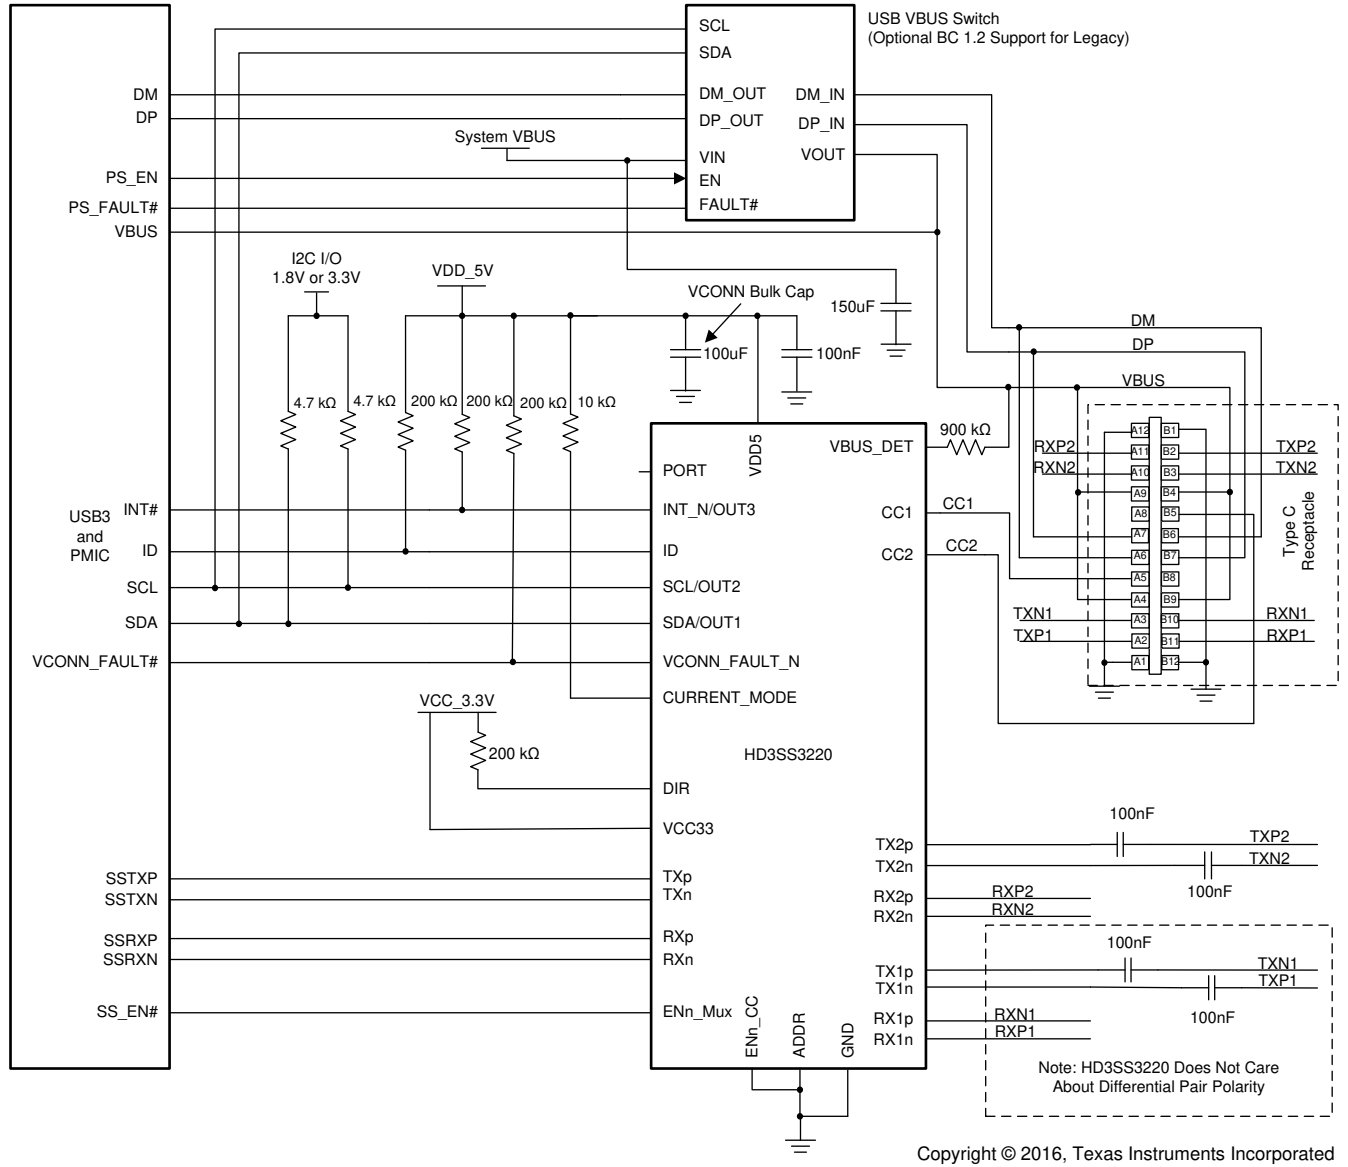 USB VBUS Switch
(Optional BC 1.2 Support for Legacy)
SCL
SDA
DM_OUT
DP_OUT
VIN
EN
FAULT#
DM_IN
DP_IN
VOUT
System VBUS
DM
DP
PS_EN
PS_FAULT#
VBUS
USB3
and
PMIC
INT#
ID
SCL
SDA
VCONN_FAULT#
SSTXP
SSTXN
SSRXP
SSRXN
SS_EN#
I2C I/O
1.8V or 3.3V
VDD_5V
VCONN Bulk Cap
150uF
100uF
100nF
4.7 kΩ
4.7 kΩ
200 kΩ
200 kΩ
200 kΩ
10 kΩ
VCC_3.3V
200 kΩ
PORT
INT_N/OUT3
ID
SCL/OUT2
SDA/OUT1
VCONN_FAULT_N
CURRENT_MODE
HD3SS3220
DIR
VCC33
TXp
TXn
RXp
RXn
ENn_Mux
VDD5
ENn_CC
ADDR
GND
VBUS_DET
CC1
CC2
TX2p
TX2n
RX2p
RX2n
TX1p
TX1n
RX1p
RX1n
900 kΩ
CC1
CC2
DM
DP
VBUS
RXP2
RXN2
TXN1
TXP1
A12
A11
A10
A9
A8
A7
A6
A5
A4
A3
A2
A1
B1
B2
B3
B4
B5
B6
B7
B8
B9
B10
B11
B12
TXP2
TXN2
RXN1
RXP1
Type C
Receptacle
100nF
TXP2
TXN2
100nF
RXP2
RXN2
100nF
TXN1
TXP1
100nF
RXN1
RXP1
Note: HD3SS3220 Does Not Care
About Differential Pair Polarity
Copyright © 2016, Texas Instruments Incorporated